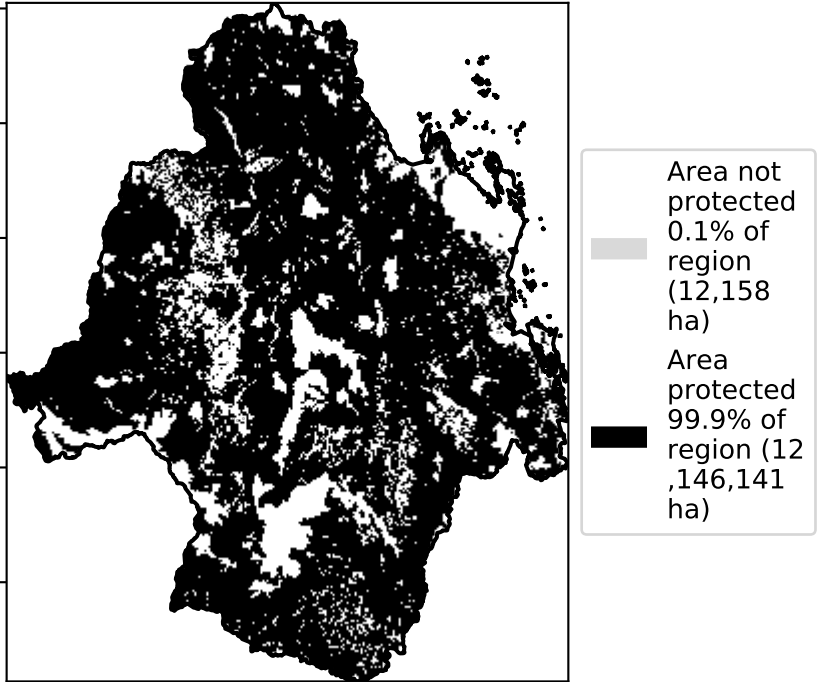 Area not
protected
0.1% of
region
(12,158
ha)
Area
protected
99.9% of
region (12
,146,141
ha)